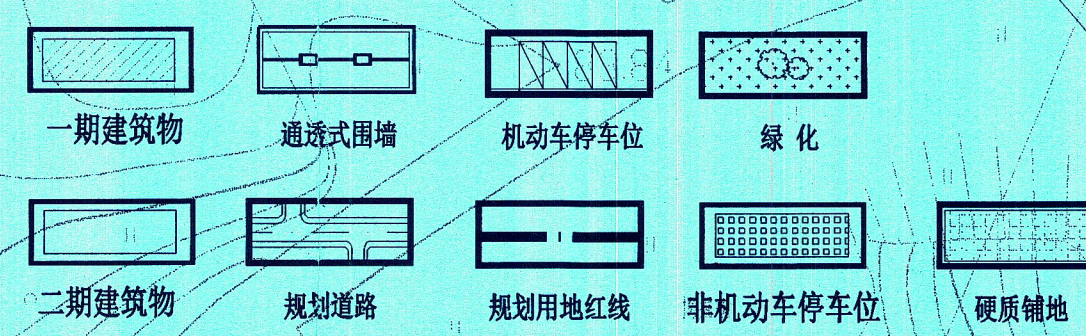 一期建筑物
通透式围墙
机动车停车位
绿化
二期建筑物
规划道路
规划用地红线
非机动车停车位
硬质铺地